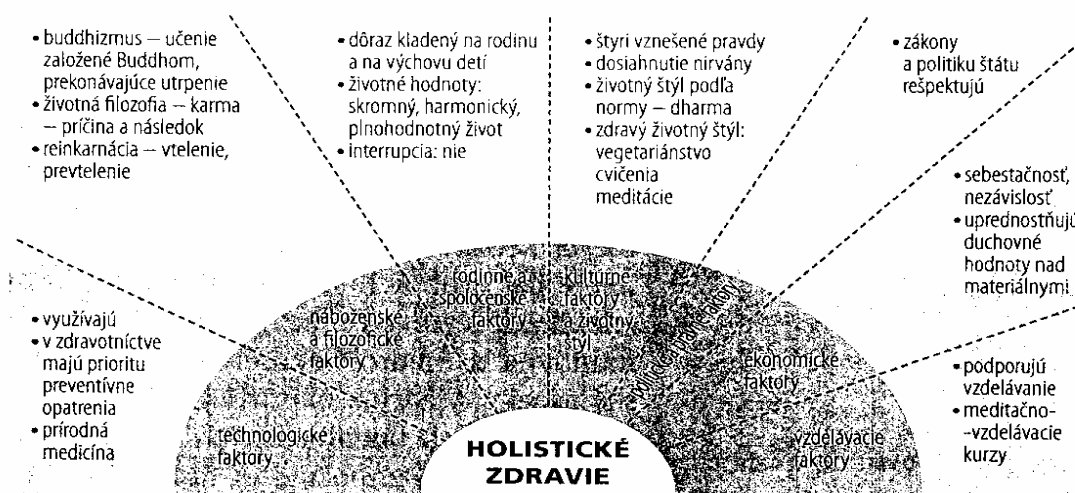 • buddhizmus – učenie
založené Buddhom,
prekonávajúce utrpenie
• životná filozofia – karma
– príčina a následok
• reinkarnácia – vtelenie,
prevtelenie
• dôraz kladený na rodinu
a na výchovu detí
• životné hodnoty:
skromný, harmonický,
plnohodnotný život
• interrupcia: nie
• štyri vznešené pravdy
• dosiahnutie nirvány
• životný štýl podľa
normy – dharma
• zdravý životný štýl:
vegetariánstvo
cvičenia
meditácie
• zákony
a politiku štátu
rešpektujú
• sebestačnosť,
nezávislosť
• uprednostňujú
duchovné
hodnoty nad
materiálnymi
• využívajú
• v zdravotníctve
majú prioritu
preventívne
opatrenia
• prírodná
medicína
• podporujú
vzdelávanie
• meditačno-
-vzdelávacie
kurzy
technologické
faktory
náboženské
a filozofické
faktory
rodinné a
spoločenské
faktory
kultúrne
faktory
a životný
štýl
politické
faktory
ekonomické
faktory
vzdelávacie
faktory
HOLISTICKÉ
ZDRAVIE